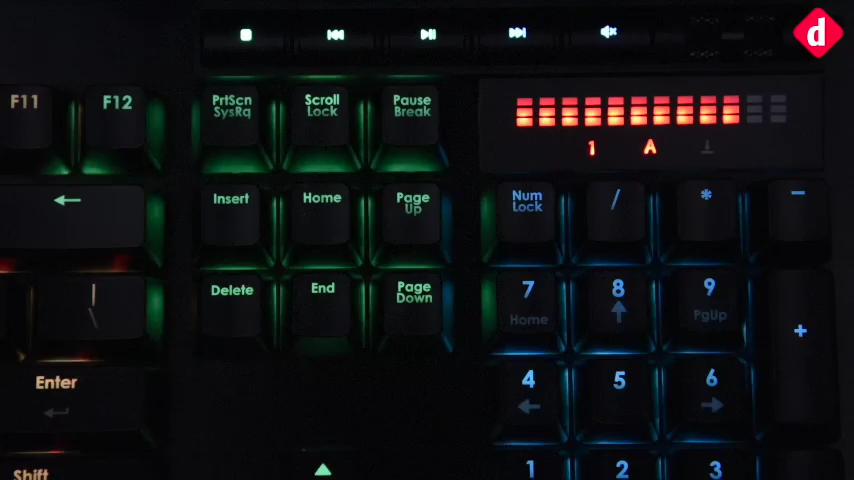 d
F11 F12 PrtScn SysRq Scroll Lock Pause Break
1 A
Insert Home Page Up Num Lock / * -
Delete End Page Down 7 Home 8 9 PgUp +
\ |
Enter 4 5 6
Shift 1 2 3